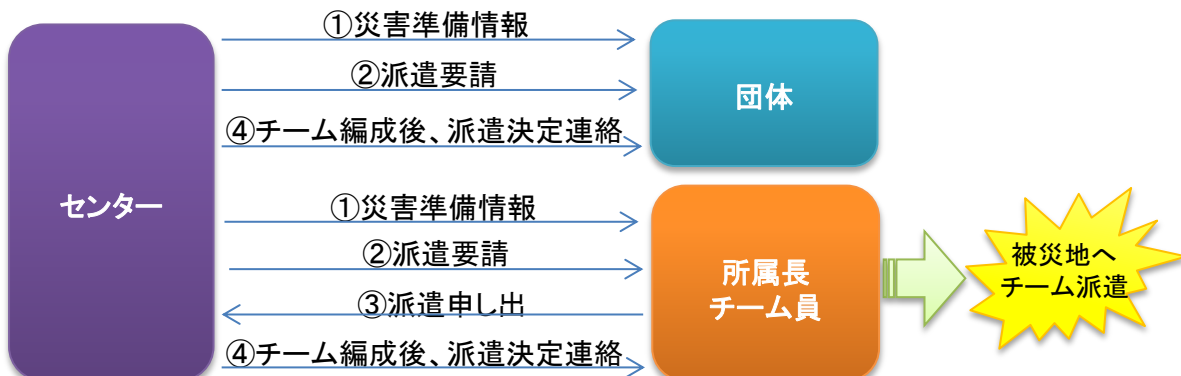 センター
①災害準備情報
②派遣要請
④チーム編成後、派遣決定連絡
団体
①災害準備情報
②派遣要請
③派遣申し出
④チーム編成後、派遣決定連絡
所属長
チーム員
被災地へ
チーム派遣